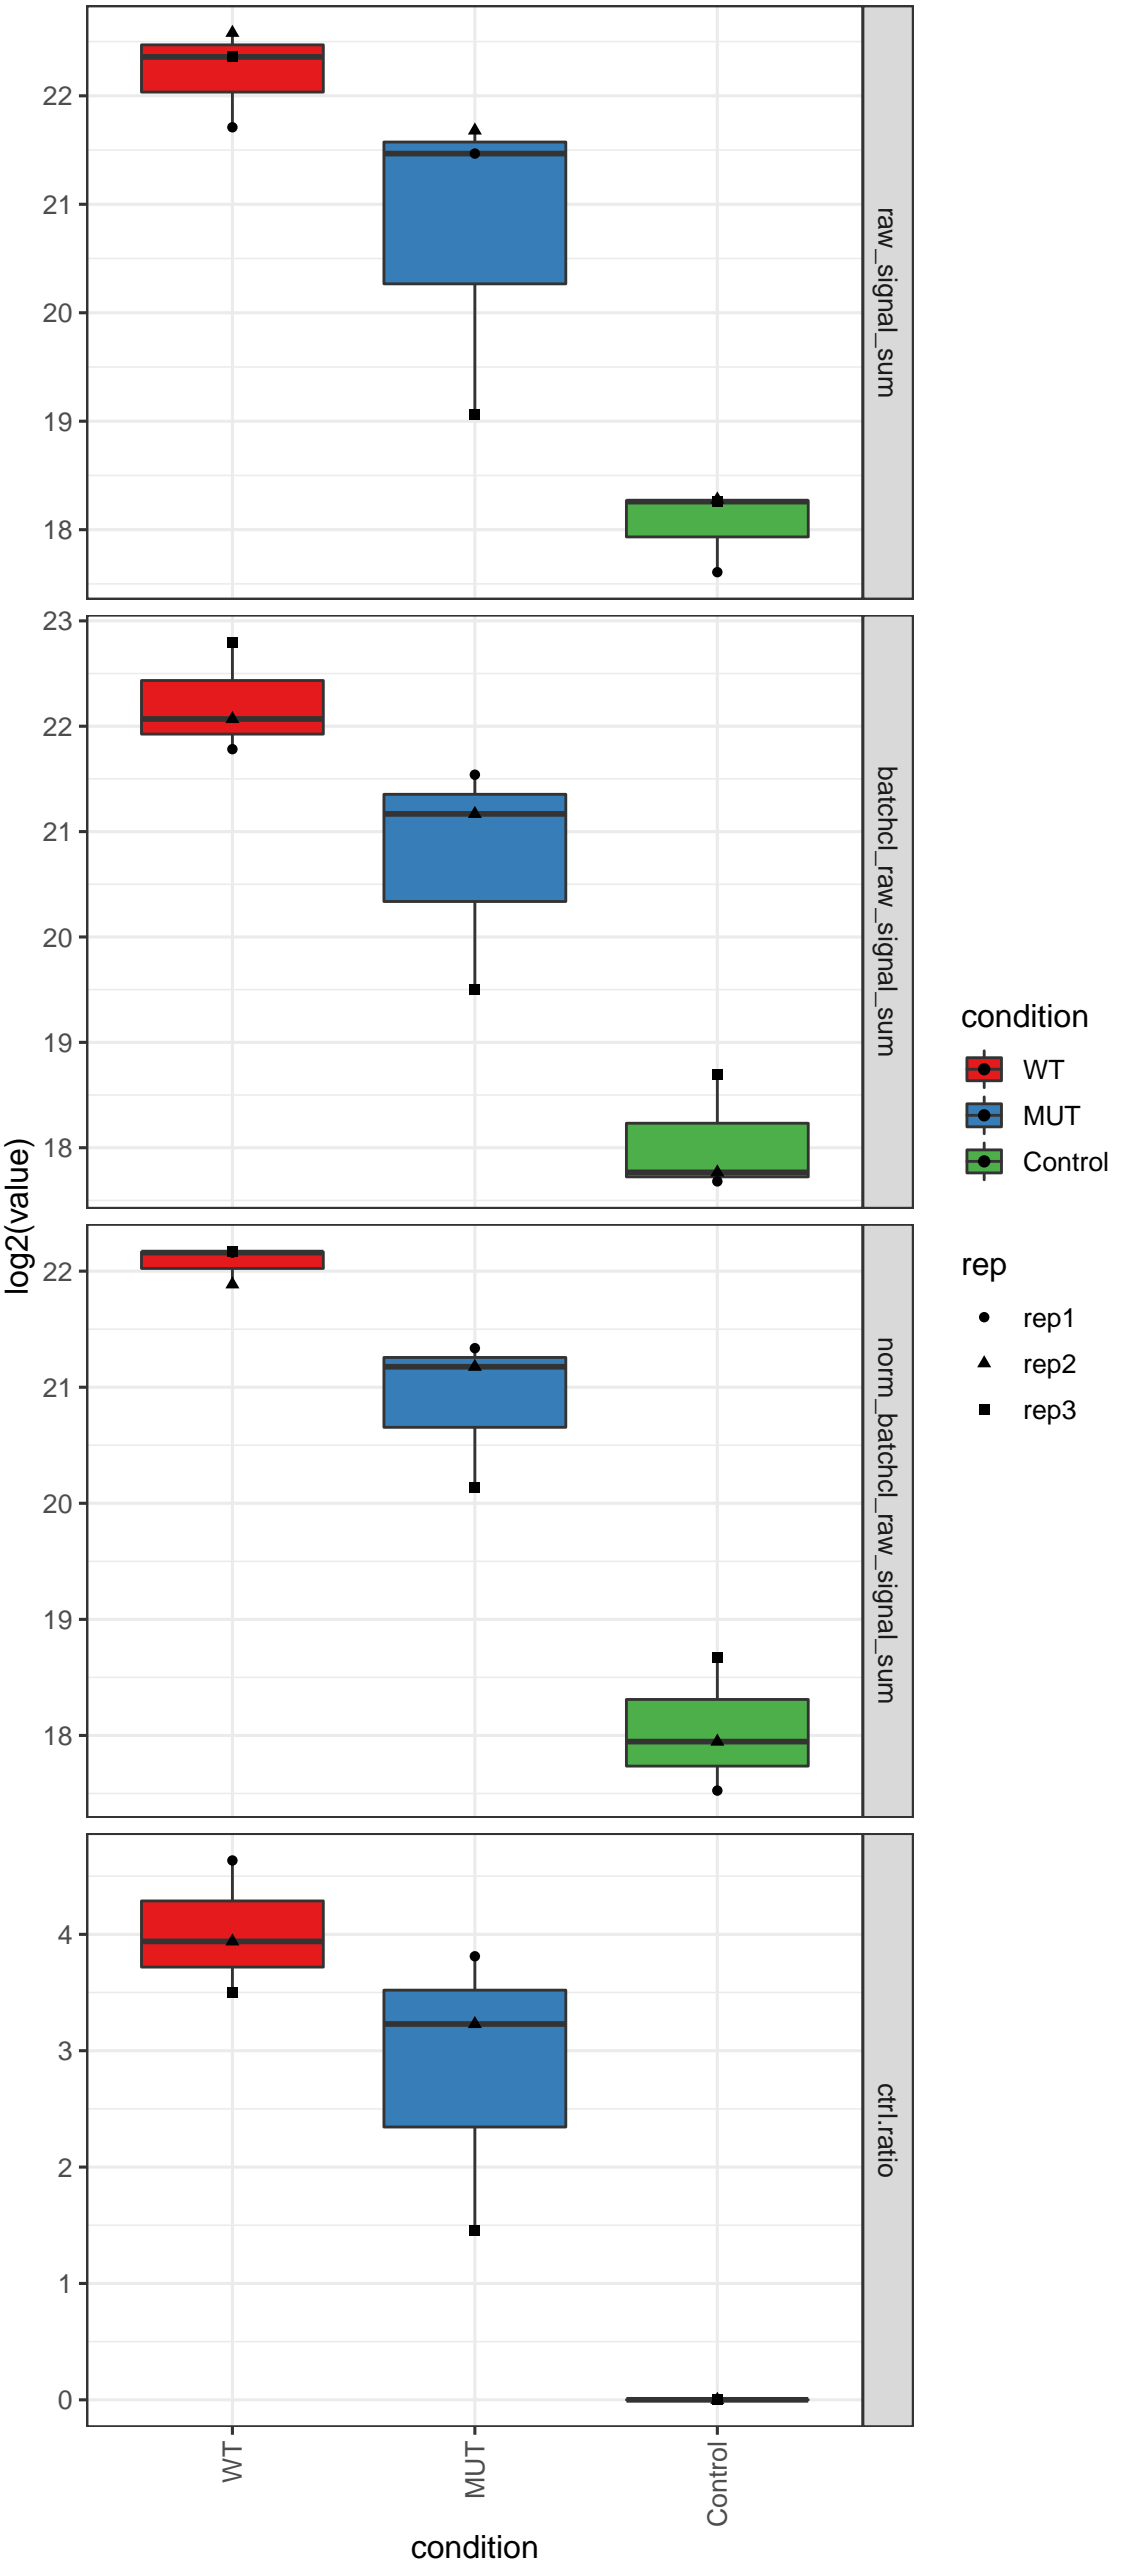 22
21
20
19
18
raw_signal_sum
23
22
21
20
19
18
batchcl_raw_signal_sum
22
21
20
19
18
norm_batchcl_raw_signal_sum
4
3
2
1
0
ctrl.ratio
log2(value)
WT
MUT
Control
condition
condition
WT
MUT
Control
rep
rep1
rep2
rep3